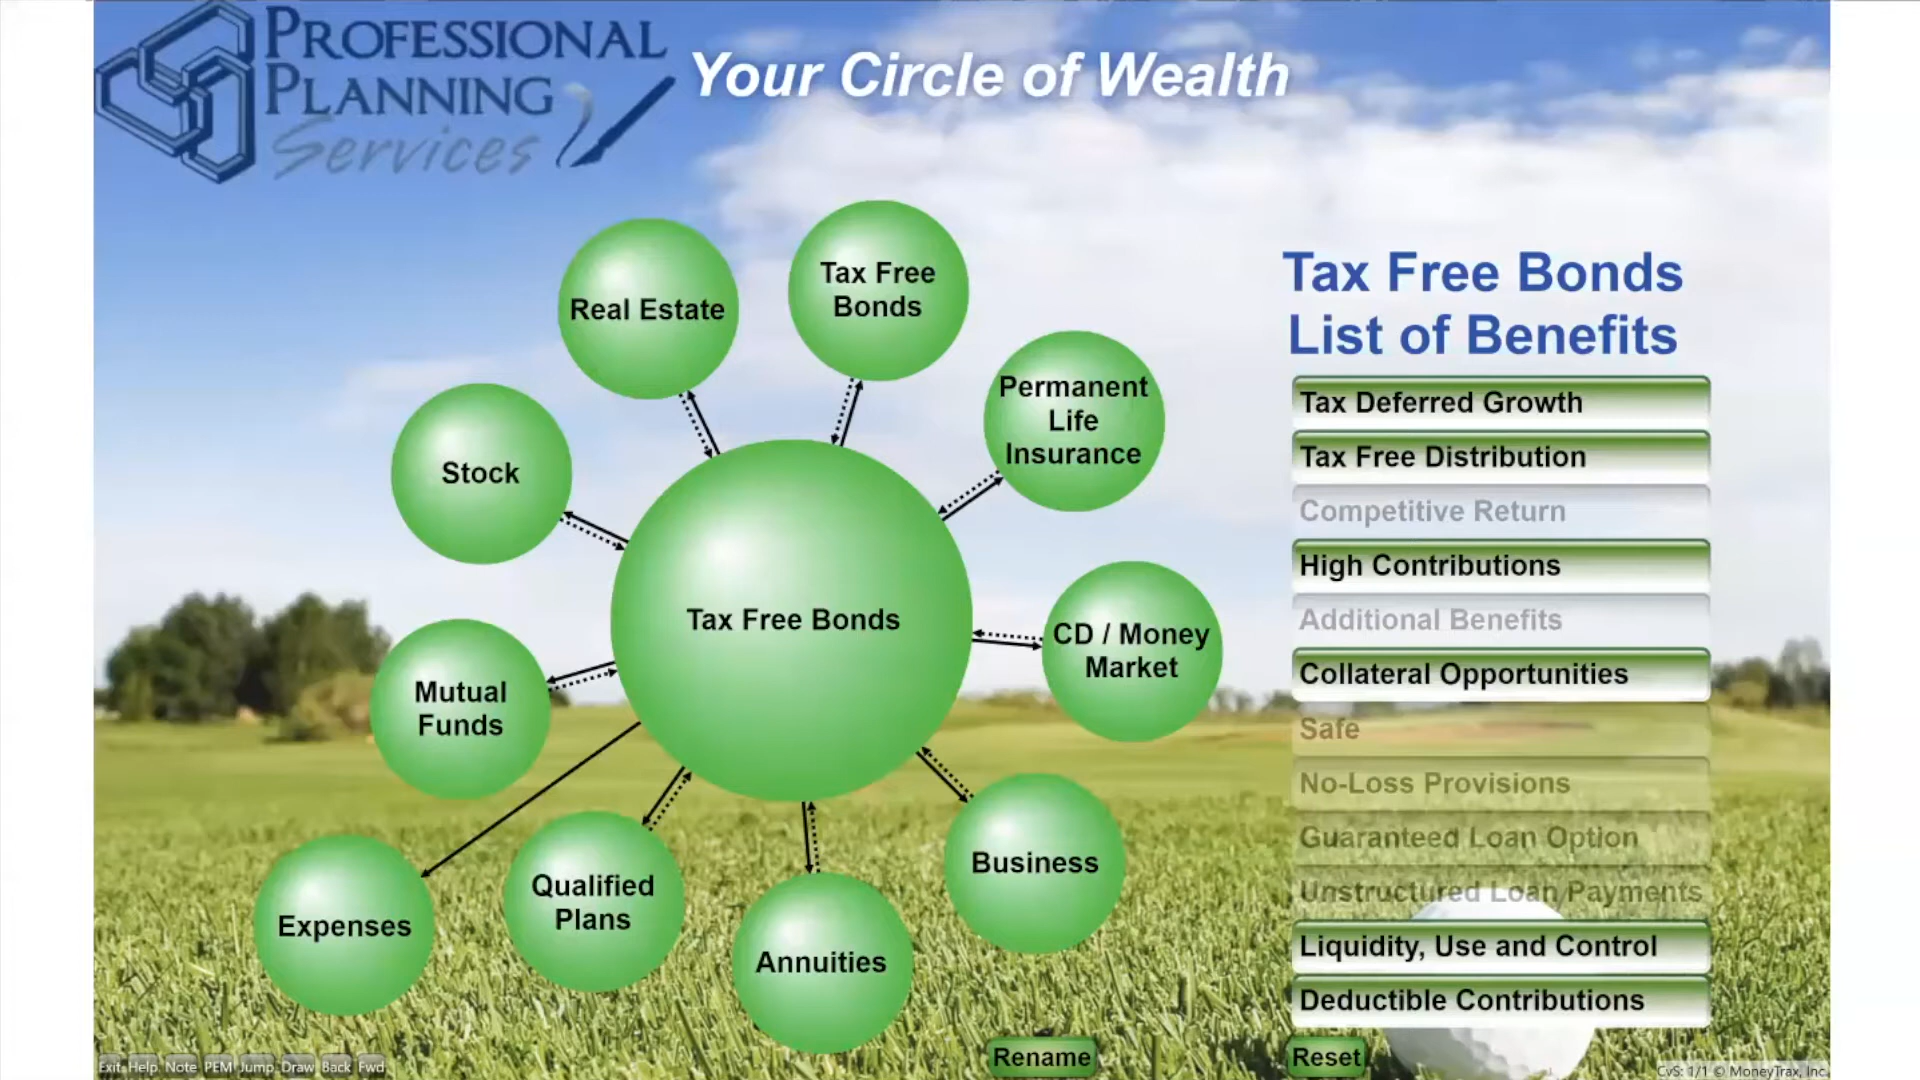 PROFESSIONAL
PLANNING
Services
Your Circle of Wealth
Real Estate
Tax Free
Bonds
Permanent
Life
Insurance
Stock
Tax Free Bonds
CD / Money
Market
Mutual
Funds
Business
Qualified
Plans
Expenses
Annuities
Tax Free Bonds
List of Benefits
Tax Deferred Growth
Tax Free Distribution
Competitive Return
High Contributions
Additional Benefits
Collateral Opportunities
Safe
No-Loss Provisions
Guaranteed Loan Option
Unstructured Loan Payments
Liquidity, Use and Control
Deductible Contributions
Rename
Reset
Exit Help Note PEM Jump Draw Back Fwd
CvS: 1/1 © MoneyTrax, Inc.